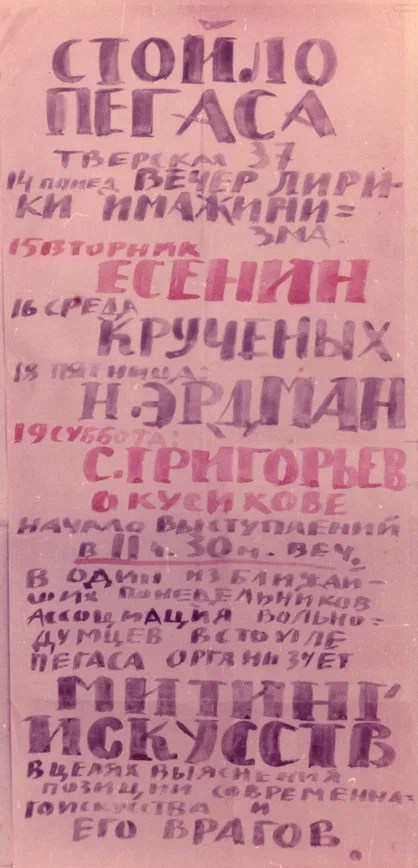 СТОЙЛО
ПЕГАСА
ТВЕРСКАЯ 37
14 ПОНЕД ВЕЧЕР ЛИРИ-
КИ ИМАЖИНИ=
ЗМА.
15 ВТОРНИК
ЕСЕНИН
16 СРЕДА
КРУЧЕНЫХ
18 ПЯТНИЦА:
Н. ЭРДМАН
19 СУББОТА:
С. ГРИГОРЬЕВ
О КУСИКОВЕ
НАЧАЛО ВЫСТУПЛЕНИЙ
В 11 ч. 30 м. ВЕЧ.
В ОДИН ИЗ БЛИЖАЙ-
ШИХ ПОНЕДЕЛЬНИКОВ
АССОЦИАЦИЯ ВОЛЬНО=
ДУМЦЕВ В СТОЙЛЕ
ПЕГАСА ОРГАНИЗУЕТ
МИТИНГ
ИСКУССТВ
В ЦЕЛЯХ ВЫЯСНЕНИЯ
ПОЗИЦИИ СОВРЕМЕННА-
ГО ИСКУССТВА И
ЕГО ВРАГОВ.